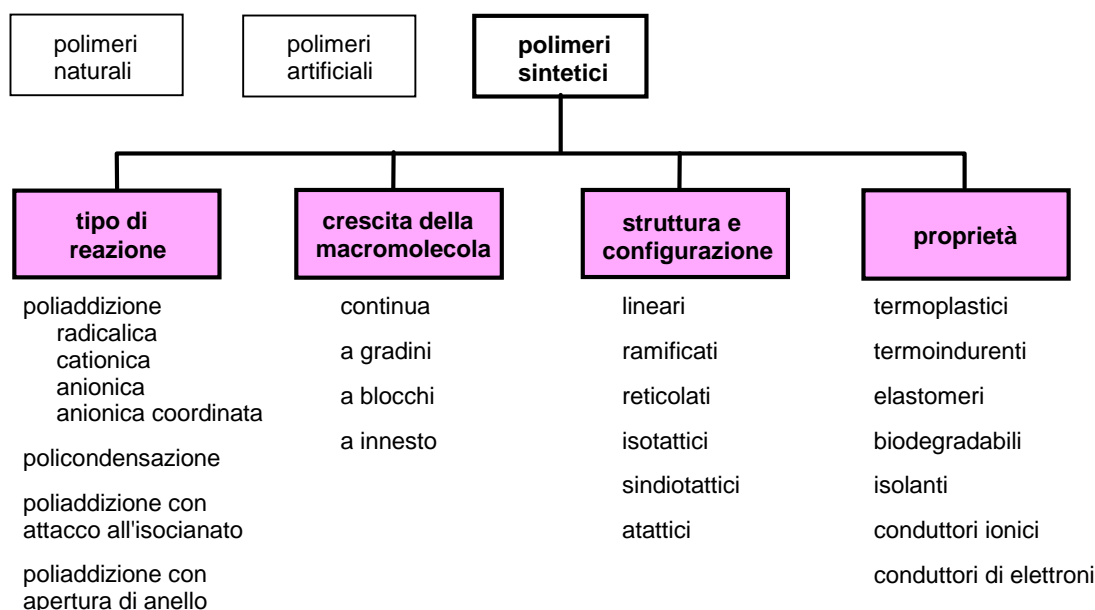 polimeri
naturali
polimeri
artificiali
polimeri
sintetici
tipo di
reazione
crescita della
macromolecola
struttura e
configurazione
proprietà
poliaddizione
radicalica
cationica
anionica
anionica coordinata
policondensazione
poliaddizione con
attacco all'isocianato
poliaddizione con
apertura di anello
continua
a gradini
a blocchi
a innesto
lineari
ramificati
reticolati
isotattici
sindiotattici
atattici
termoplastici
termoindurenti
elastomeri
biodegradabili
isolanti
conduttori ionici
conduttori di elettroni